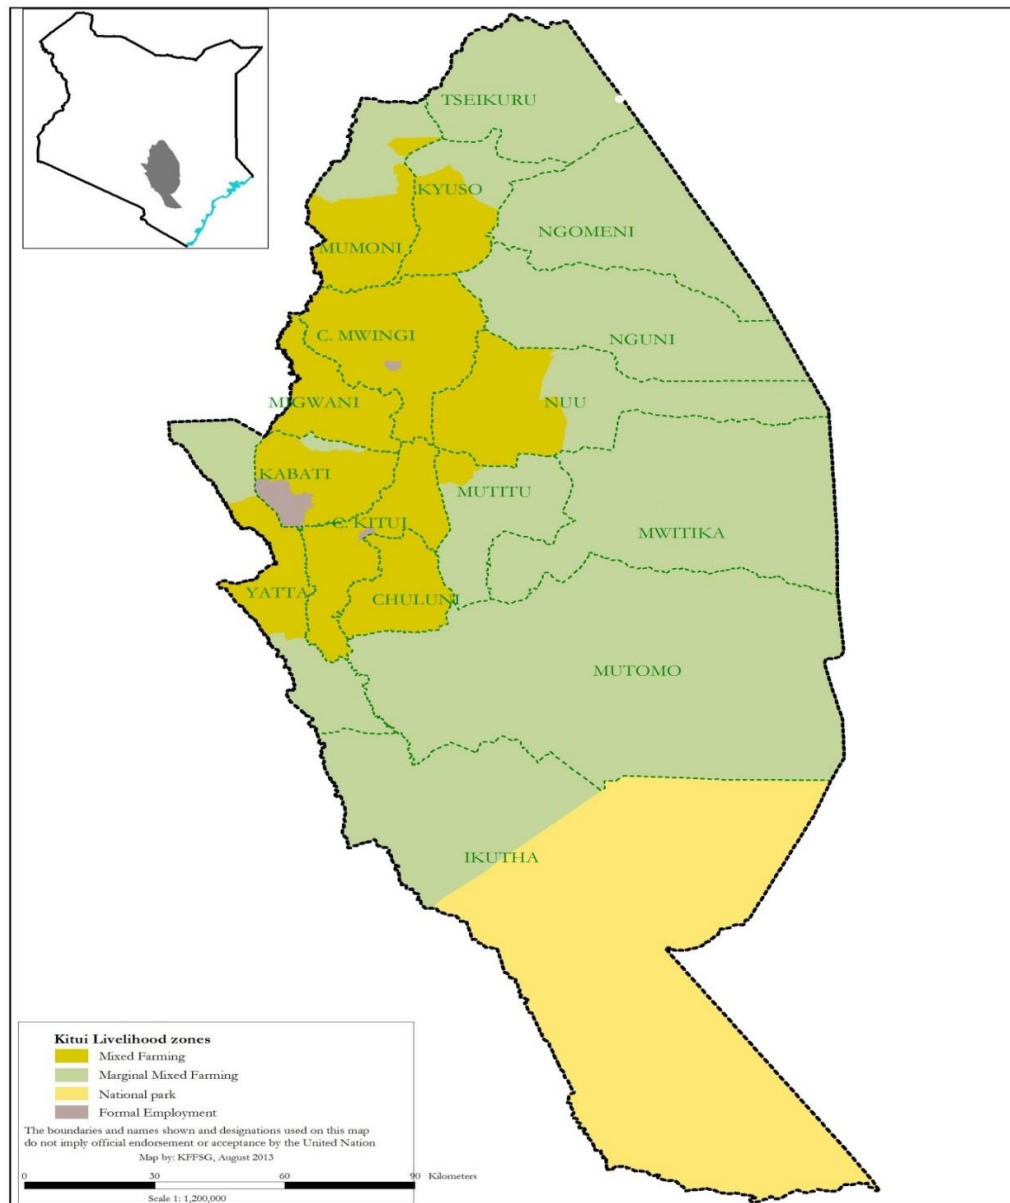 TSEIKURU
KYUSO
NGOMENI
MUMONI
C. MWINGI
NGUNI
MIGWANI
NUU
KABATI
MUTITU
C. KITUI
MWITIKA
YATTA
CHULUNI
MUTOMO
IKUTHA
Kitui Livelihood zones
Mixed Farming
Marginal Mixed Farming
National park
Formal Employment
The boundaries and names shown and designations used on this map
do not imply official endorsement or acceptance by the United Nation
Map by: KFFSG, August 2013
0 30 60 90 Kilometers
Scale 1: 1,200,000